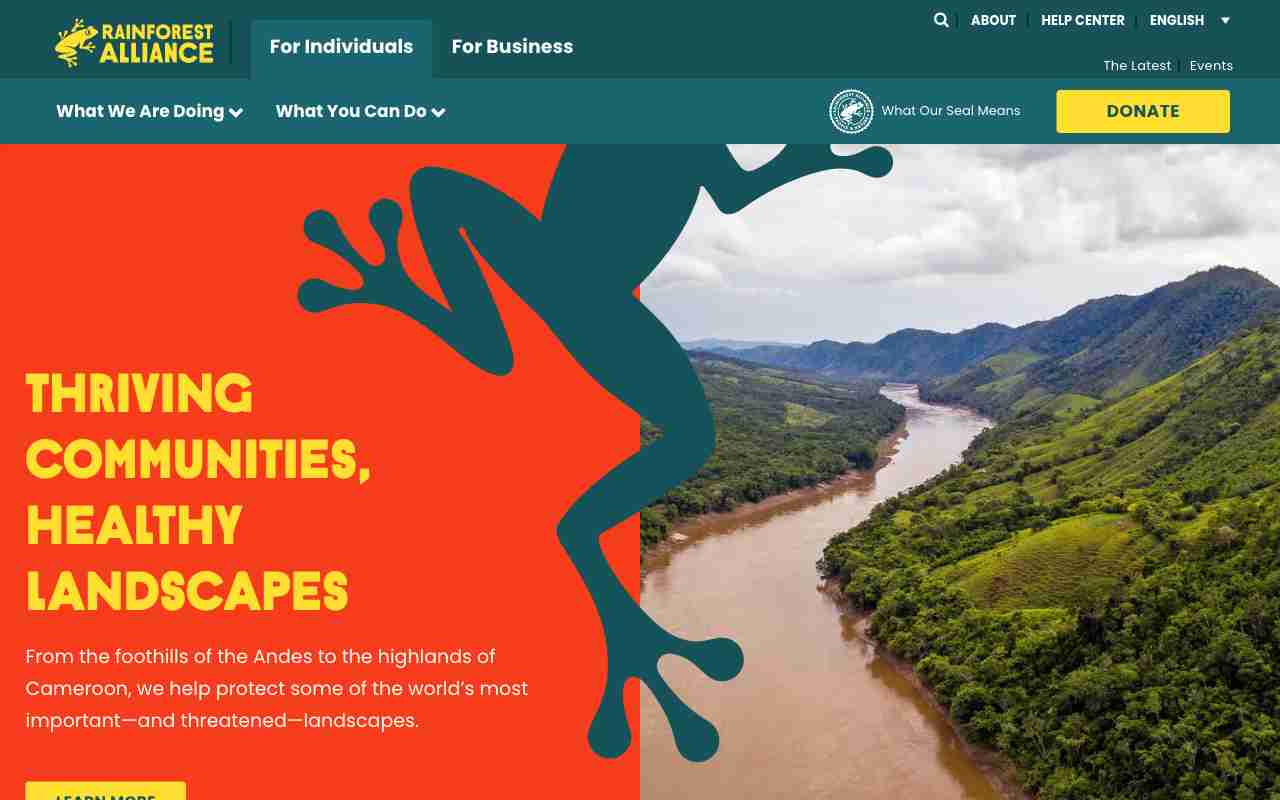 RAINFOREST
ALLIANCE
For Individuals
For Business
ABOUT
HELP CENTER
ENGLISH
The Latest
Events
What We Are Doing
What You Can Do
What Our Seal Means
DONATE
THRIVING
COMMUNITIES,
HEALTHY
LANDSCAPES
From the foothills of the Andes to the highlands of
Cameroon, we help protect some of the world’s most
important—and threatened—landscapes.
LEARN MORE